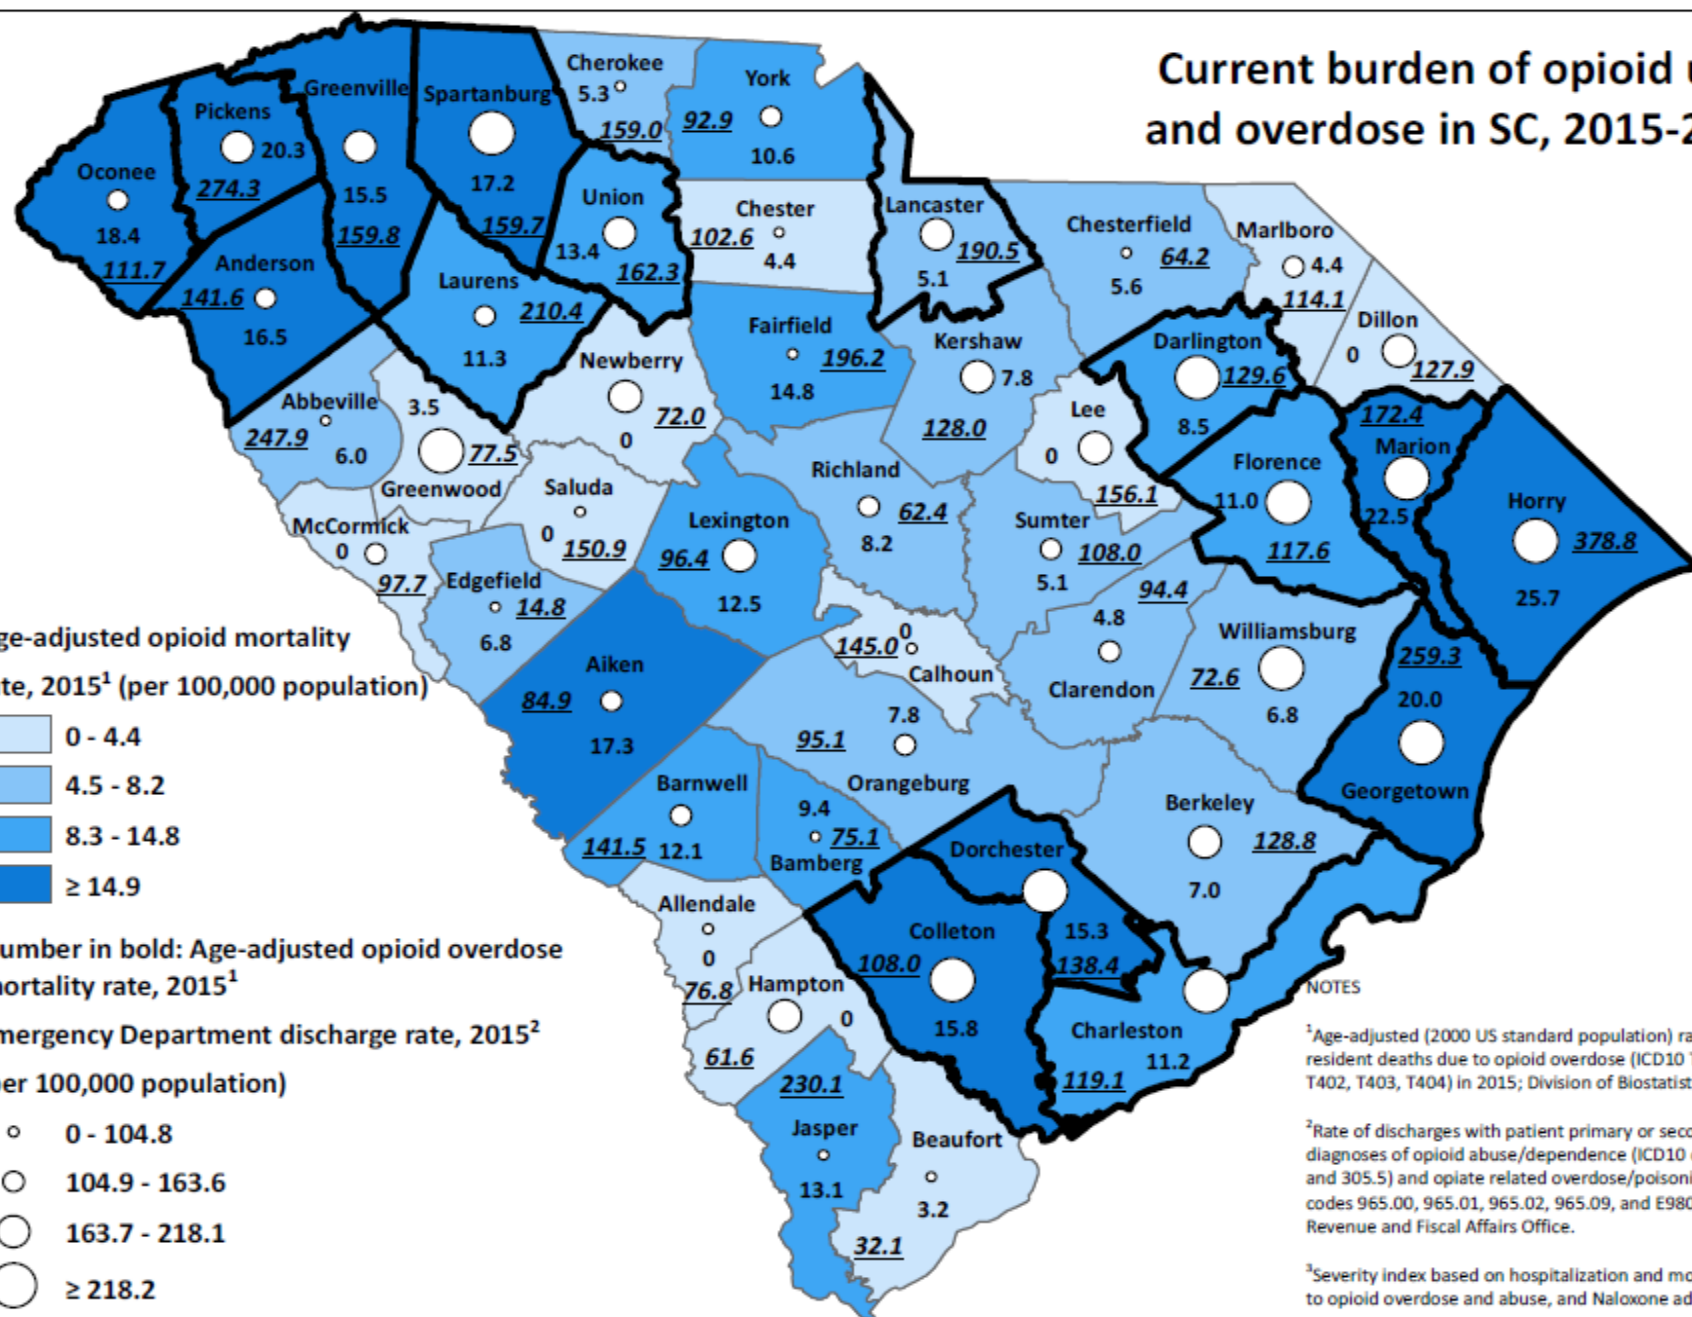 Current burden of opioid
and overdose in SC, 2015-
Cherokee
5.3
159.0
York
92.9
10.6
Greenville
15.5
159.8
Spartanburg
17.2
159.7
Pickens
20.3
274.3
Oconee
18.4
111.7
Union
13.4
162.3
Chester
102.6
4.4
Lancaster
190.5
5.1
Chesterfield
64.2
5.6
Marlboro
4.4
114.1
Anderson
141.6
16.5
Laurens
210.4
11.3
Dillon
0
127.9
Fairfield
196.2
14.8
Kershaw
7.8
128.0
Darlington
129.6
8.5
Newberry
72.0
0
Abbeville
247.9
6.0
3.5
77.5
Greenwood
Lee
0
156.1
172.4
Marion
22.5
Florence
11.0
117.6
Horry
378.8
25.7
Richland
62.4
8.2
Saluda
0
150.9
Lexington
96.4
12.5
Sumter
108.0
5.1
McCormick
0
97.7
Edgefield
14.8
6.8
94.4
4.8
Clarendon
Williamsburg
72.6
6.8
0
145.0
Calhoun
259.3
20.0
Georgetown
Aiken
84.9
17.3
7.8
95.1
Orangeburg
Barnwell
141.5 12.1
9.4
75.1
Bamberg
Berkeley
128.8
7.0
Dorchester
15.3
138.4
Allendale
0
76.8
Colleton
108.0
15.8
Hampton
0
61.6
Charleston
11.2
119.1
230.1
Jasper
13.1
Beaufort
3.2
32.1
ge-adjusted opioid mortality
te, 2015¹ (per 100,000 population)
0 - 4.4
4.5 - 8.2
8.3 - 14.8
≥ 14.9
umber in bold: Age-adjusted opioid overdose
ortality rate, 2015¹
mergency Department discharge rate, 2015²
er 100,000 population)
0 - 104.8
104.9 - 163.6
163.7 - 218.1
≥ 218.2
NOTES
¹Age-adjusted (2000 US standard population) ra
resident deaths due to opioid overdose (ICD10
T402, T403, T404) in 2015; Division of Biostatist
²Rate of discharges with patient primary or seco
diagnoses of opioid abuse/dependence (ICD10
and 305.5) and opiate related overdose/poisoni
codes 965.00, 965.01, 965.02, 965.09, and E980
Revenue and Fiscal Affairs Office.
³Severity index based on hospitalization and mo
to opioid overdose and abuse, and Naloxone ad